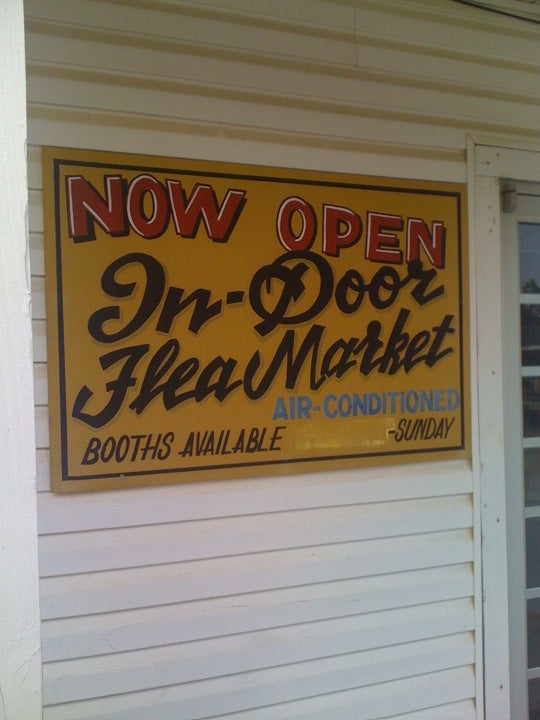 NOW OPEN
In-Door
Flea Market
AIR-CONDITIONED
BOOTHS AVAILABLE -SUNDAY